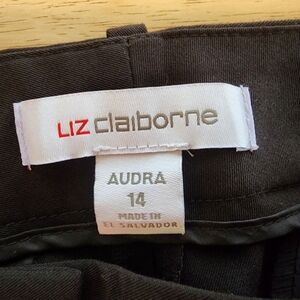 LIZ claiborne
AUDRA
14
MADE IN
EL SALVADOR